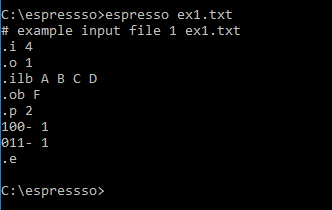 C:\espressso>espresso ex1.txt
# example input file 1 ex1.txt
.i 4
.o 1
.ilb A B C D
.ob F
.p 2
100- 1
011- 1
.e
C:\espressso>